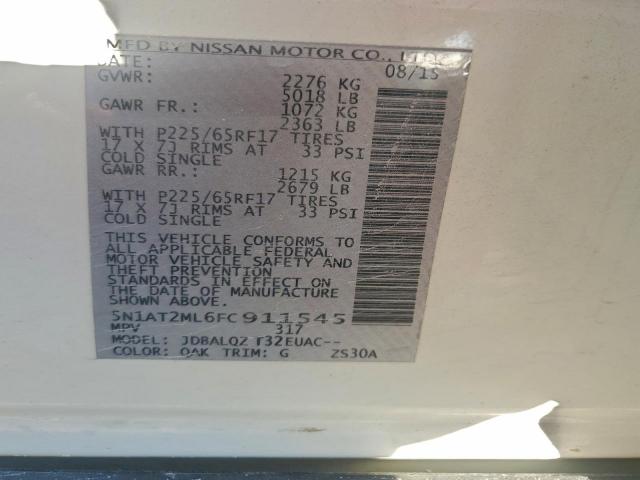 MFD BY NISSAN MOTOR CO., LTD.
DATE: 08/15
GVWR: 2276 KG
5018 LB
GAWR FR.: 1072 KG
2363 LB
WITH P225/65RF17 TIRES
17 X 7J RIMS AT 33 PSI
COLD SINGLE
GAWR RR.: 1215 KG
2679 LB
WITH P225/65RF17 TIRES
17 X 7J RIMS AT 33 PSI
COLD SINGLE
THIS VEHICLE CONFORMS TO
ALL APPLICABLE FEDERAL
MOTOR VEHICLE SAFETY AND
THEFT PREVENTION
STANDARDS IN EFFECT ON
THE DATE OF MANUFACTURE
SHOWN ABOVE.
5N1AT2ML6FC911545
MPV 317
MODEL: JDBALQZ T32EUAC--
COLOR: QAK TRIM: G ZS30A